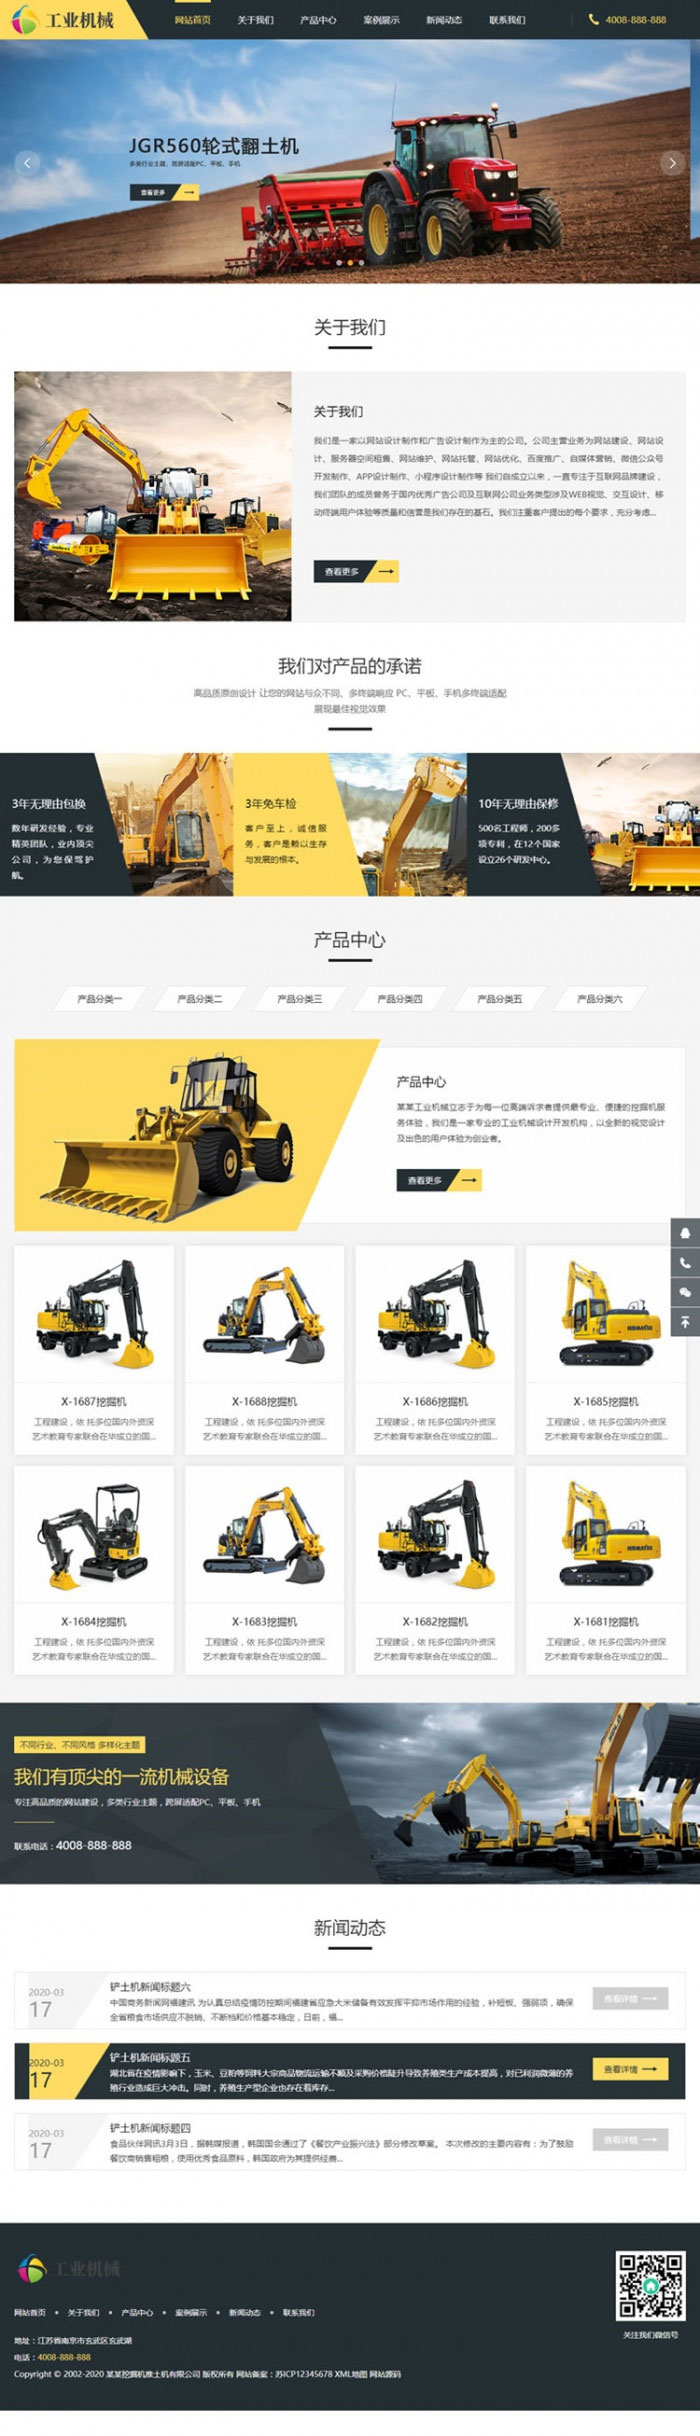 工业机械
网站首页 关于我们 产品中心 案例展示 新闻动态 联系我们 4008-888-888
JGR560轮式翻土机
多类行业主题、跨屏适配PC、平板、手机
查看更多
关于我们
关于我们
我们是一家以网站设计制作和广告设计制作为主的公司。公司主营业务为网站建设、网站设
计、服务器空间租售、网站维护、网站托管、网站优化、百度推广、自媒体营销、微信公众号
开发制作、APP设计制作、小程序设计制作等 我们自成立以来，一直专注于互联网品牌建设，
我们团队的成员曾务于国内优秀广告公司及互联网公司业务类型涉及WEB视觉、交互设计、移
动终端用户体验等质量和信誉是我们存在的基石。我们注重客户提出的每个要求，充分考虑...
查看更多
我们对产品的承诺
高品质原创设计 让您的网站与众不同、多终端响应 PC、平板、手机多终端适配
展现最佳视觉效果
3年无理由包换
数年研发经验，专业
精英团队，业内顶尖
公司，为您保驾护
航。
3年免车检
客户至上，诚信服
务，客户是赖以生存
与发展的根本。
10年无理由保修
500名工程师，200多
项专利，在12个国家
设立26个研发中心。
产品中心
产品分类一 产品分类二 产品分类三 产品分类四 产品分类五 产品分类六
产品中心
某某工业机械立志于为每一位高端诉求者提供最专业、便捷的挖掘机服
务体验，我们是一家专业的工业机械设计开发机构，以全新的视觉设计
及出色的用户体验为创业者。
查看更多
X-1687挖掘机 X-1688挖掘机 X-1686挖掘机 X-1685挖掘机
工程建设，依 托多位国内外资深 工程建设，依 托多位国内外资深 工程建设，依 托多位国内外资深 工程建设，依 托多位国内外资深
艺术教育专家联合在华成立的国... 艺术教育专家联合在华成立的国... 艺术教育专家联合在华成立的国... 艺术教育专家联合在华成立的国...
X-1684挖掘机 X-1683挖掘机 X-1682挖掘机 X-1681挖掘机
工程建设，依 托多位国内外资深 工程建设，依 托多位国内外资深 工程建设，依 托多位国内外资深 工程建设，依 托多位国内外资深
艺术教育专家联合在华成立的国... 艺术教育专家联合在华成立的国... 艺术教育专家联合在华成立的国... 艺术教育专家联合在华成立的国...
不同行业、不同风格 多样化主题
我们有顶尖的一流机械设备
专注高品质的网站建设，多类行业主题，跨屏适配PC、平板、手机
联系电话：4008-888-888
新闻动态
2020-03
17
铲土机新闻标题六
中国商务新闻网福建讯 为认真总结疫情防控期间福建省应急大米储备有效发挥平抑市场作用的经验，补短板、强弱项，确保
全省粮食市场供应不脱销、不断档和价格基本稳定，日前，福...
查看详情
2020-03
17
铲土机新闻标题五
湖北省在疫情影响下，玉米、豆粕等饲料大宗商品物流运输不顺及采购价格陡升导致养殖类生产成本提高，对已利润微薄的养
殖行业造成巨大冲击。同时，养殖生产型企业也存在着库存...
查看详情
2020-03
17
铲土机新闻标题四
食品伙伴网讯3月3日，据韩媒报道，韩国国会通过了《餐饮产业振兴法》部分修改草案。 本次修改的主要内容有：为了鼓励
餐饮商销售粗粮，使用优秀食品原料，韩国政府为其提供经费...
查看详情
工业机械
网站首页 关于我们 产品中心 案例展示 新闻动态 联系我们
地址：江苏省南京市玄武区玄武湖
电话：4008-888-888
Copyright © 2002-2020 某某挖掘机推土机有限公司 版权所有 网站备案：苏ICP12345678 XML地图 网站源码
关注我们微信号